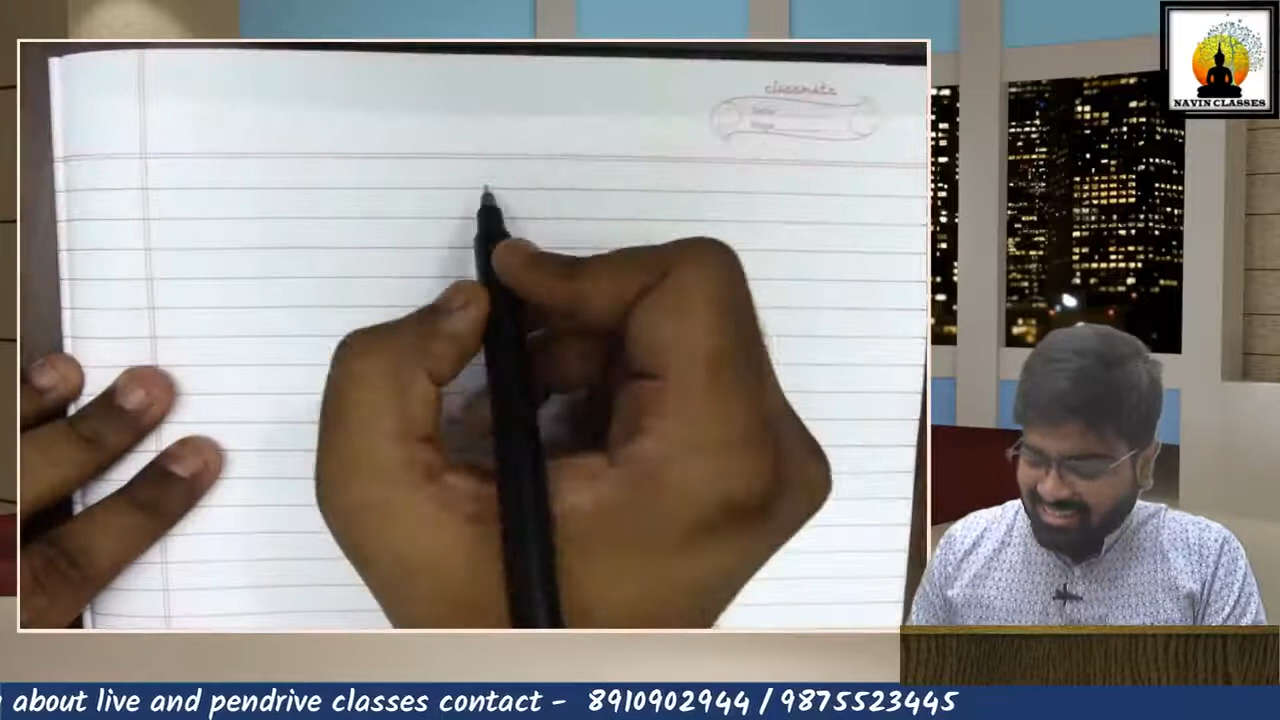 classmate
NAVIN CLASSES
about live and pendrive classes contact - 8910902944 / 9875523445